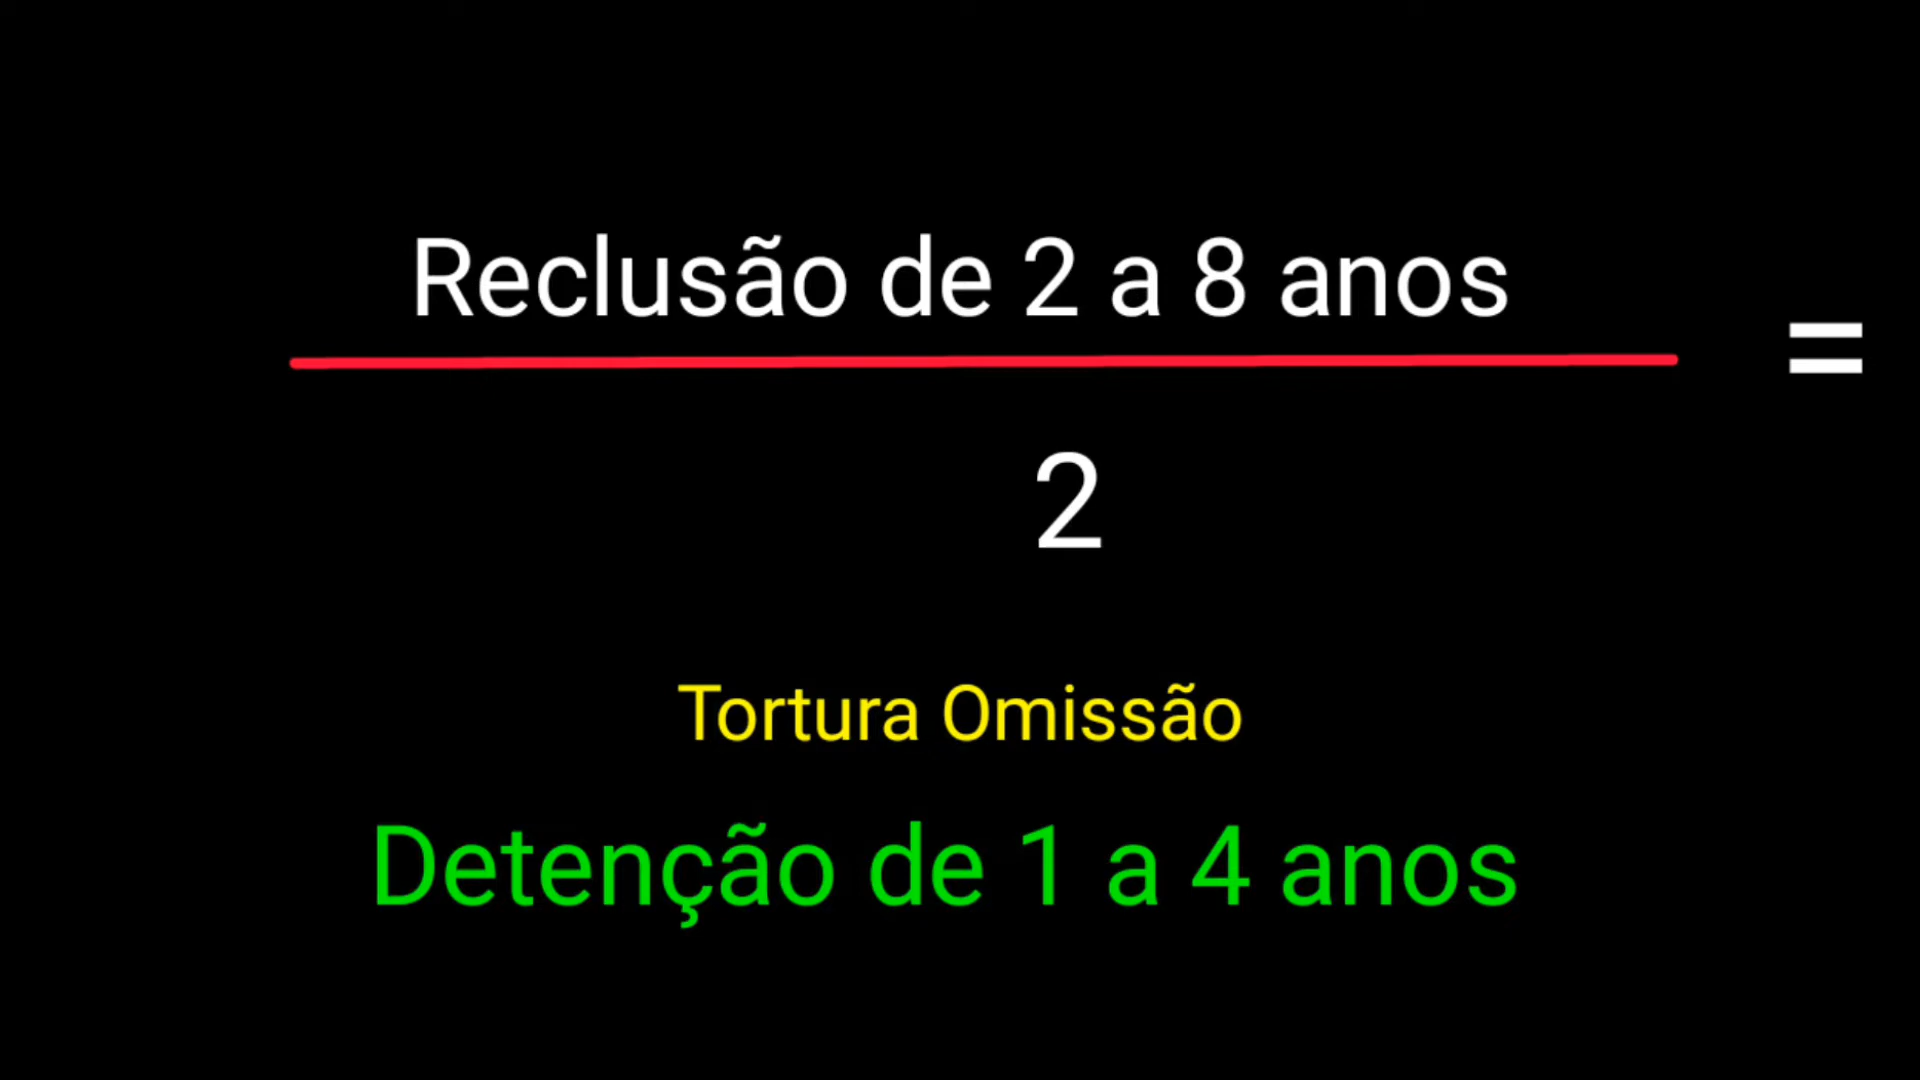 Reclusão de 2 a 8 anos
=
2
Tortura Omissão
Detenção de 1 a 4 anos